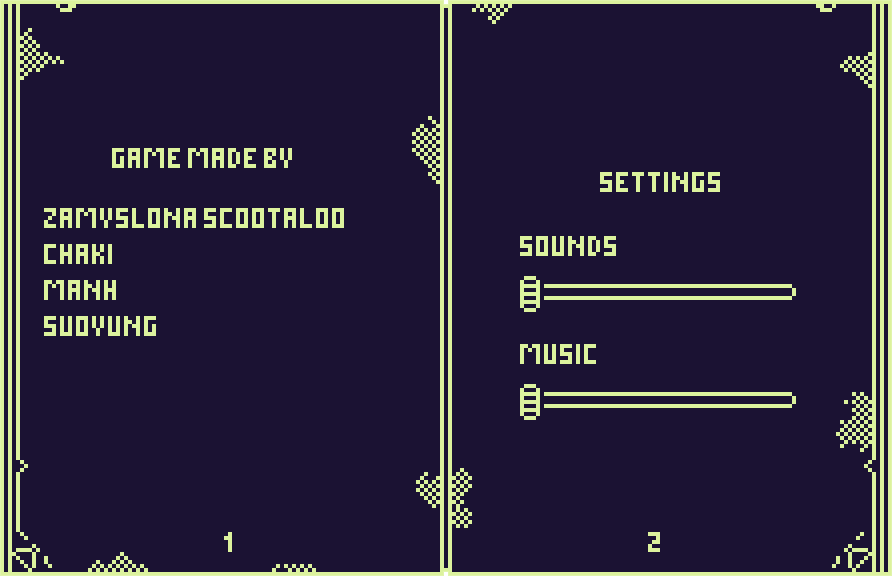 GAME MADE BY
ZAMYSLONA SCOOTALOO
CHAKI
MANH
SUOYUNG
1
SETTINGS
SOUNDS
MUSIC
2